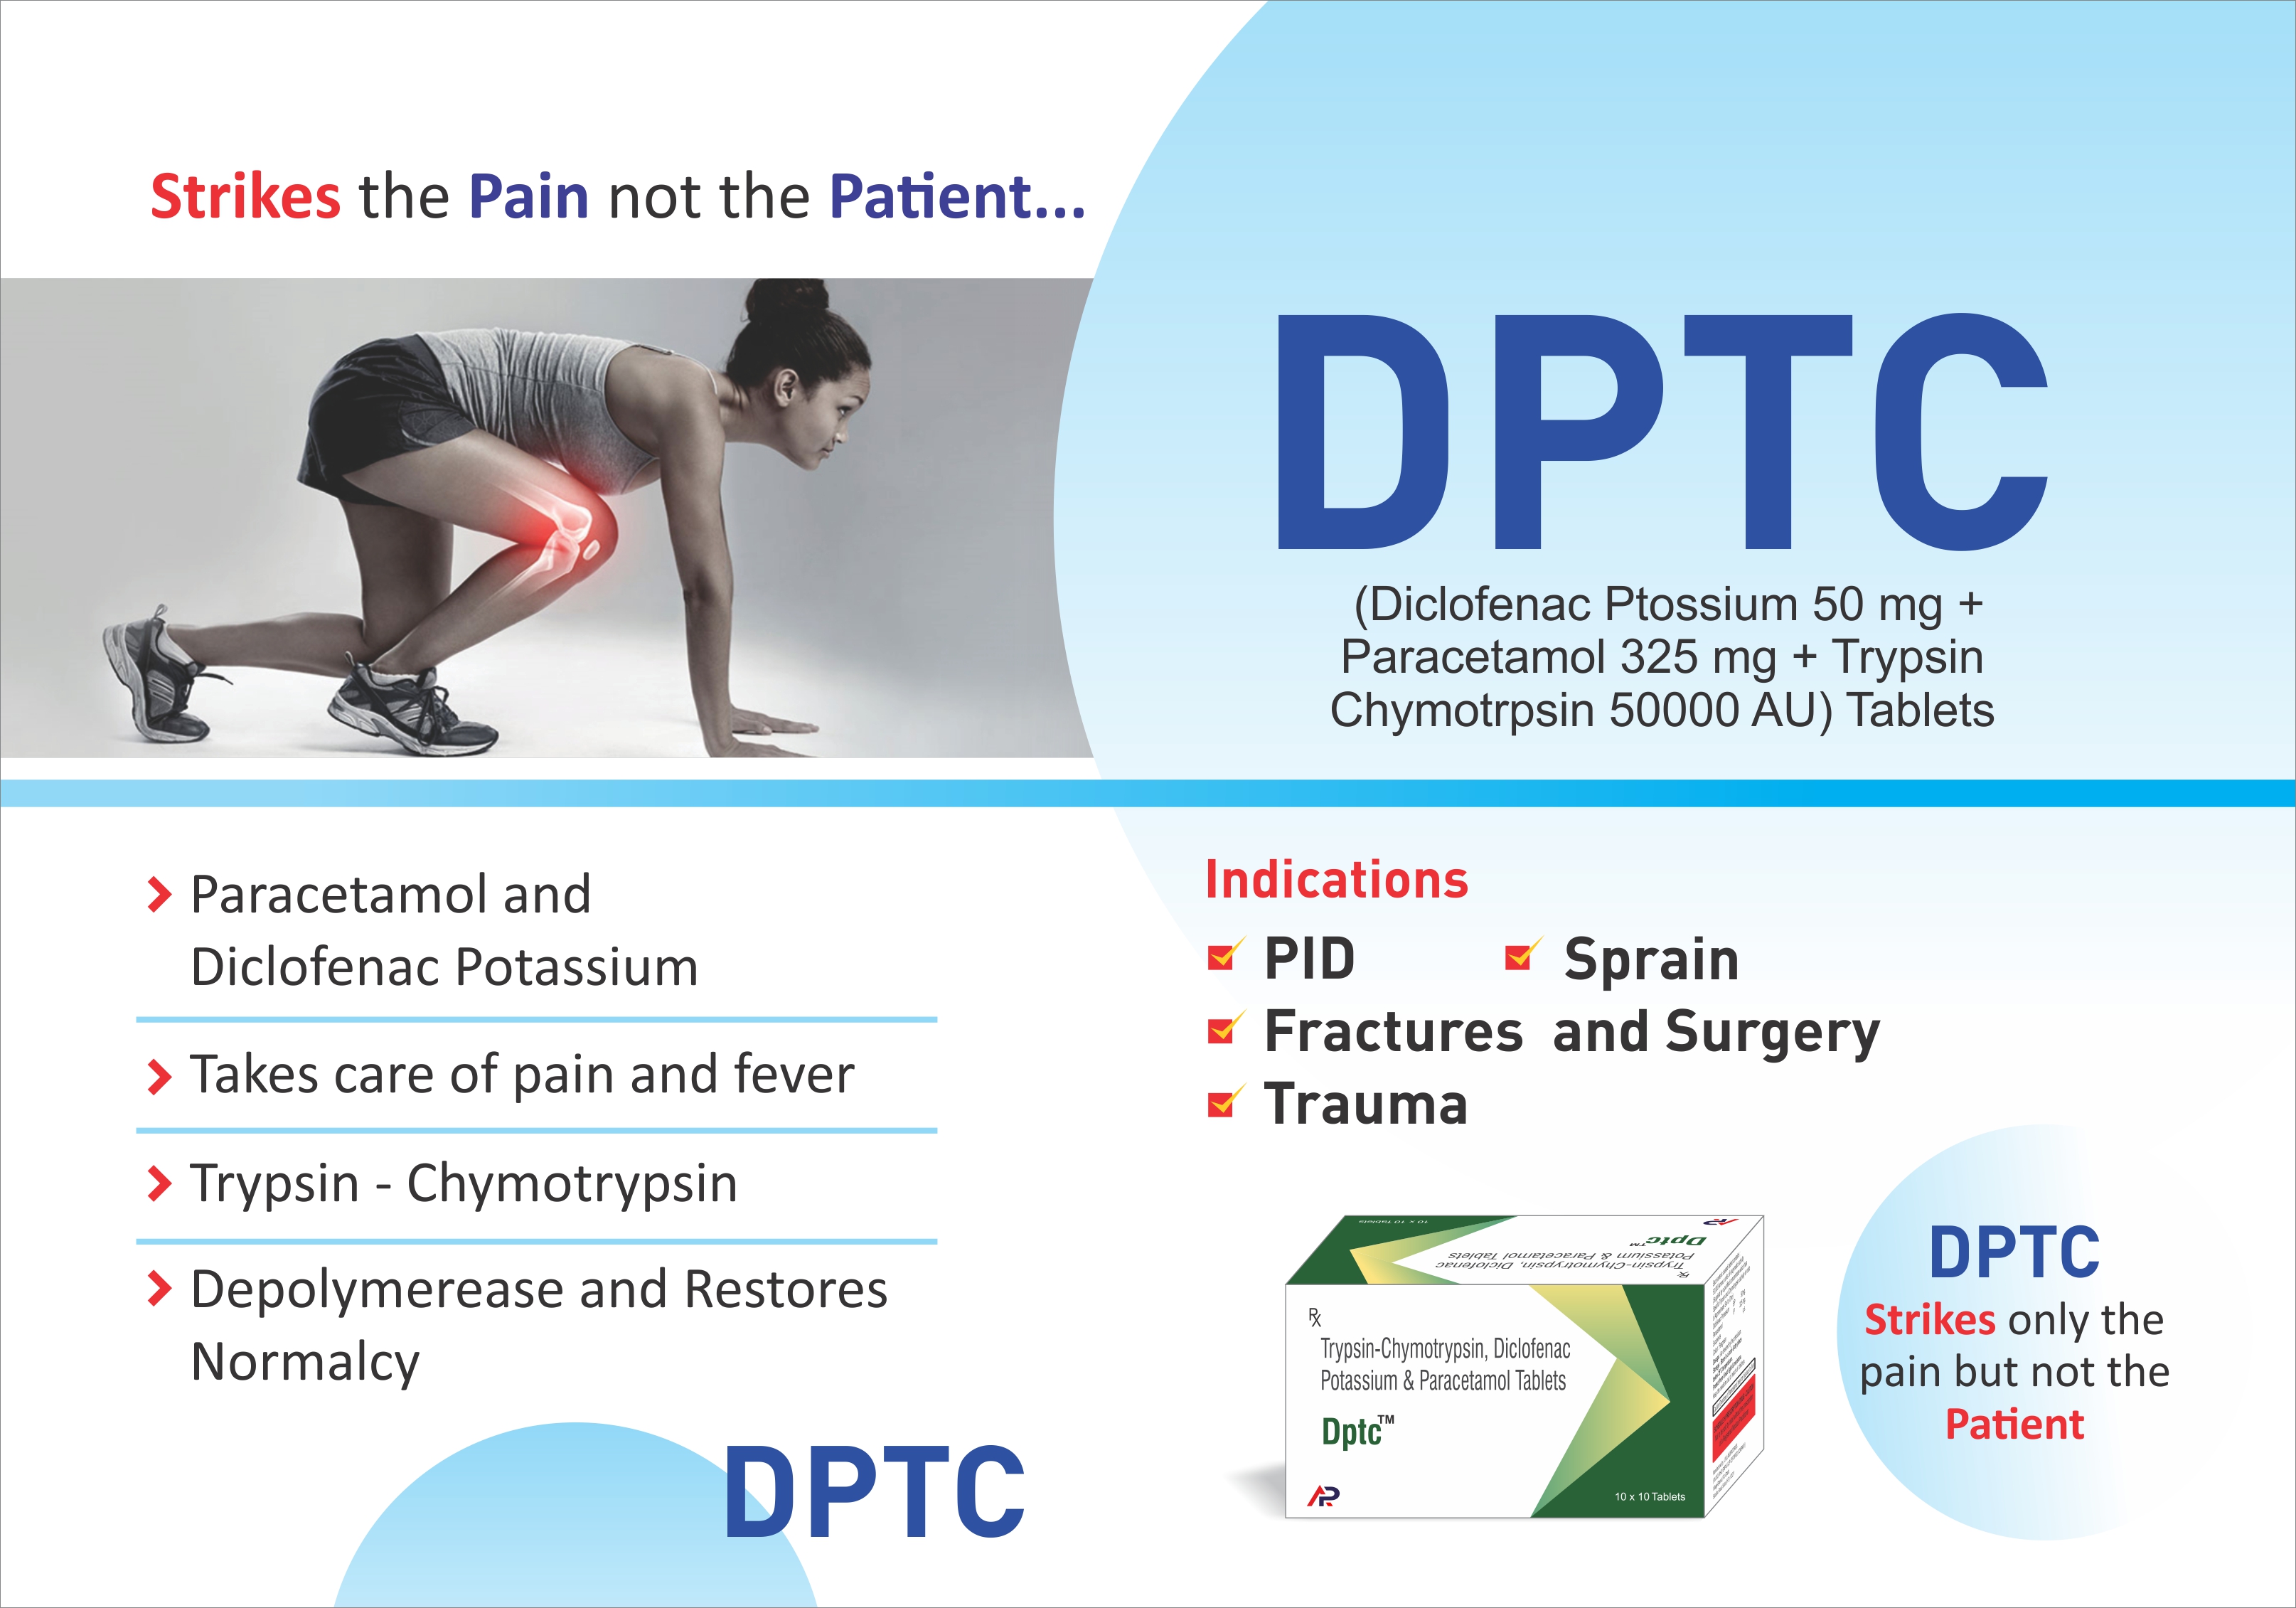 Strikes the Pain not the Patient...
DPTC
(Diclofenac Ptossium 50 mg +
Paracetamol 325 mg + Trypsin
Chymotrpsin 50000 AU) Tablets
Paracetamol and
Diclofenac Potassium
Takes care of pain and fever
Trypsin - Chymotrypsin
Depolymerease and Restores
Normalcy
DPTC
Indications
PID
Sprain
Fractures and Surgery
Trauma
10 x 10 Tablets
Dptc™
Potassium & Paracetamol Tablets
Trypsin-Chymotrypsin, Diclofenac
Rx
Rx
Trypsin-Chymotrypsin, Diclofenac
Potassium & Paracetamol Tablets
Dptc™
AP
10 x 10 Tablets
DPTC
Strikes only the
pain but not the
Patient